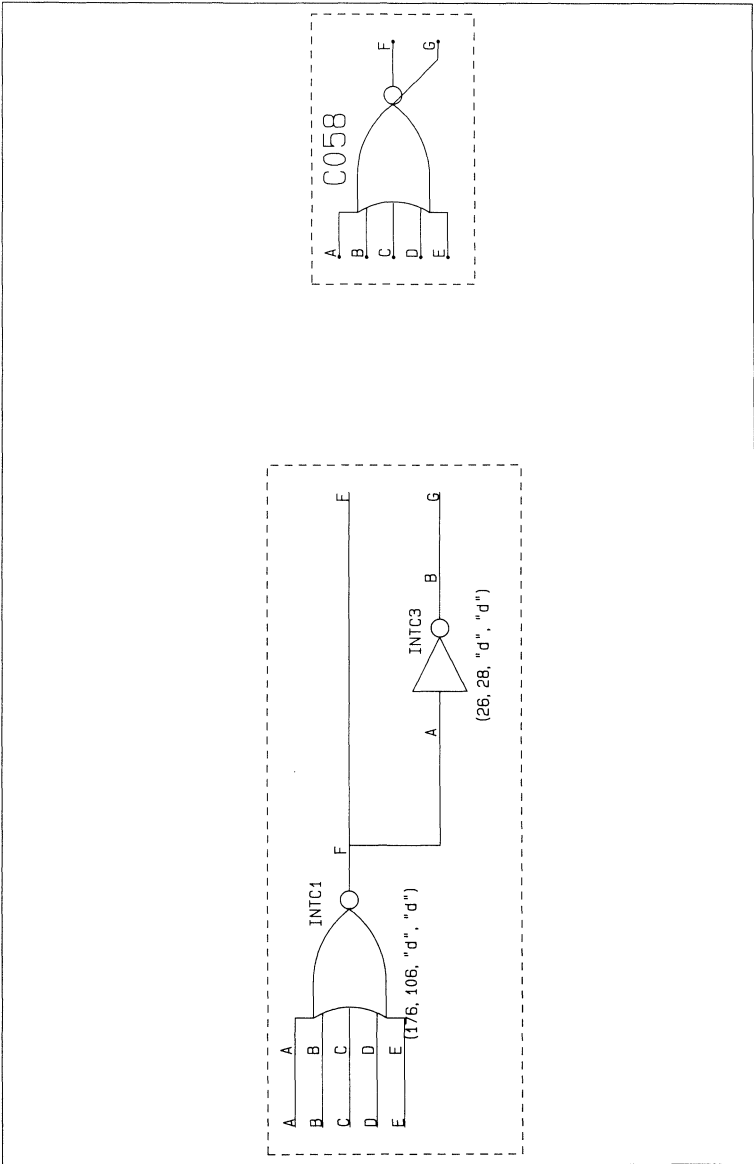 C058
A
B
C
D
E
F
G
A
B
C
D
E
A
B
C
D
E
INTC1
(176, 106, "d", "d")
F
F
A
INTC3
(26, 28, "d", "d")
B
G